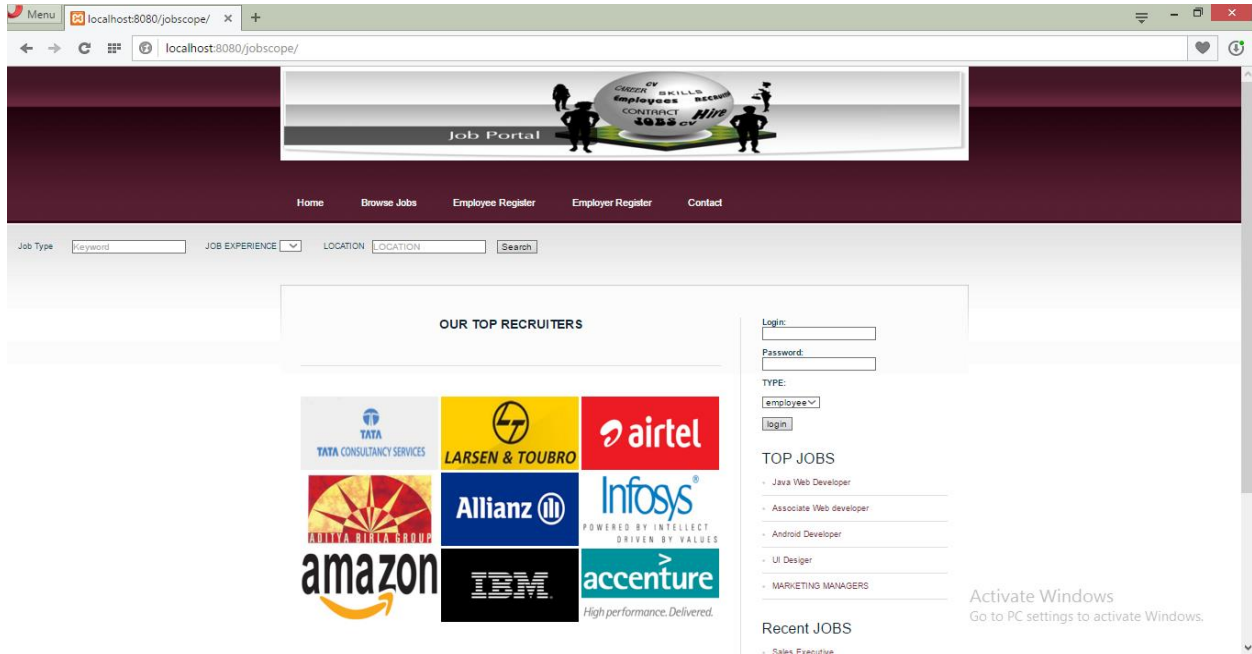 Menu
localhost:8080/jobscope/
localhost:8080/jobscope/
CV
CAREER SKILLS
Employees RECRUIT
CONTRACT Hire
JOBS CV
Job Portal
Home Browse Jobs Employee Register Employer Register Contact
Job Type Keyword JOB EXPERIENCE LOCATION LOCATION Search
OUR TOP RECRUITERS
Login:
Password:
TYPE:
employee
login
TATA
TATA CONSULTANCY SERVICES
LARSEN & TOUBRO
airtel
ADITYA BIRLA GROUP
Allianz
Infosys®
POWERED BY INTELLECT
DRIVEN BY VALUES
amazon
IBM
accenture
High performance. Delivered.
TOP JOBS
Java Web Developer
Associate Web developer
Android Developer
UI Desiger
MARKETING MANAGERS
Recent JOBS
Sales Executive
Activate Windows
Go to PC settings to activate Windows.